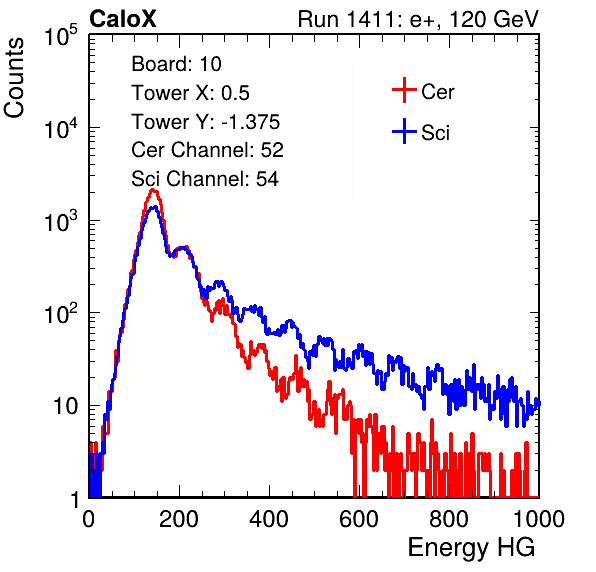 CaloX Run 1411: e+, 120 GeV
Counts
Board: 10
Tower X: 0.5
Tower Y: -1.375
Cer Channel: 52
Sci Channel: 54
Cer
Sci
10^5
10^4
10^3
10^2
10
1
0 200 400 600 800 1000
Energy HG